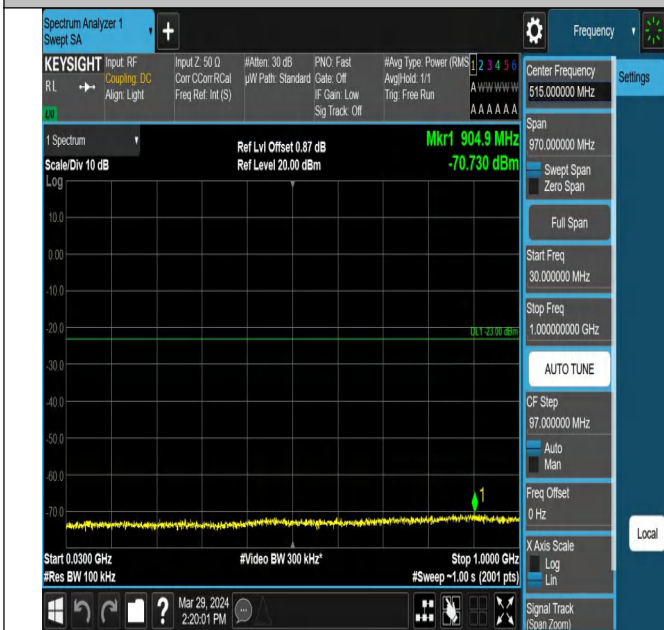 Spectrum Analyzer 1
Swept SA
Frequency
KEYSIGHT
RL
LXI
Input: RF
Coupling: DC
Align: Light
Input Z: 50 Ω
Corr CCorr RCal
Freq Ref: Int (S)
#Atten: 30 dB
µW Path: Standard
PNO: Fast
Gate: Off
IF Gain: Low
Sig Track: Off
#Avg Type: Power (RMS
Avg|Hold: 1/1
Trig: Free Run
1 2 3 4 5 6
A W W W W W
A A A A A A
1 Spectrum
Scale/Div 10 dB
Log
Ref Lvl Offset 0.87 dB
Ref Level 20.00 dBm
Mkr1 904.9 MHz
-70.730 dBm
10.0
0.00
-10.0
-20.0
DL1 -23.00 dBm
-30.0
-40.0
-50.0
-60.0
-70.0
1
Start 0.0300 GHz
#Res BW 100 kHz
#Video BW 300 kHz*
Stop 1.0000 GHz
#Sweep ~1.00 s (2001 pts)
Mar 29, 2024
2:20:01 PM
Center Frequency
515.000000 MHz
Settings
Span
970.000000 MHz
Swept Span
Zero Span
Full Span
Start Freq
30.000000 MHz
Stop Freq
1.000000000 GHz
AUTO TUNE
CF Step
97.000000 MHz
Auto
Man
Freq Offset
0 Hz
X Axis Scale
Log
Lin
Local
Signal Track
(Span Zoom)